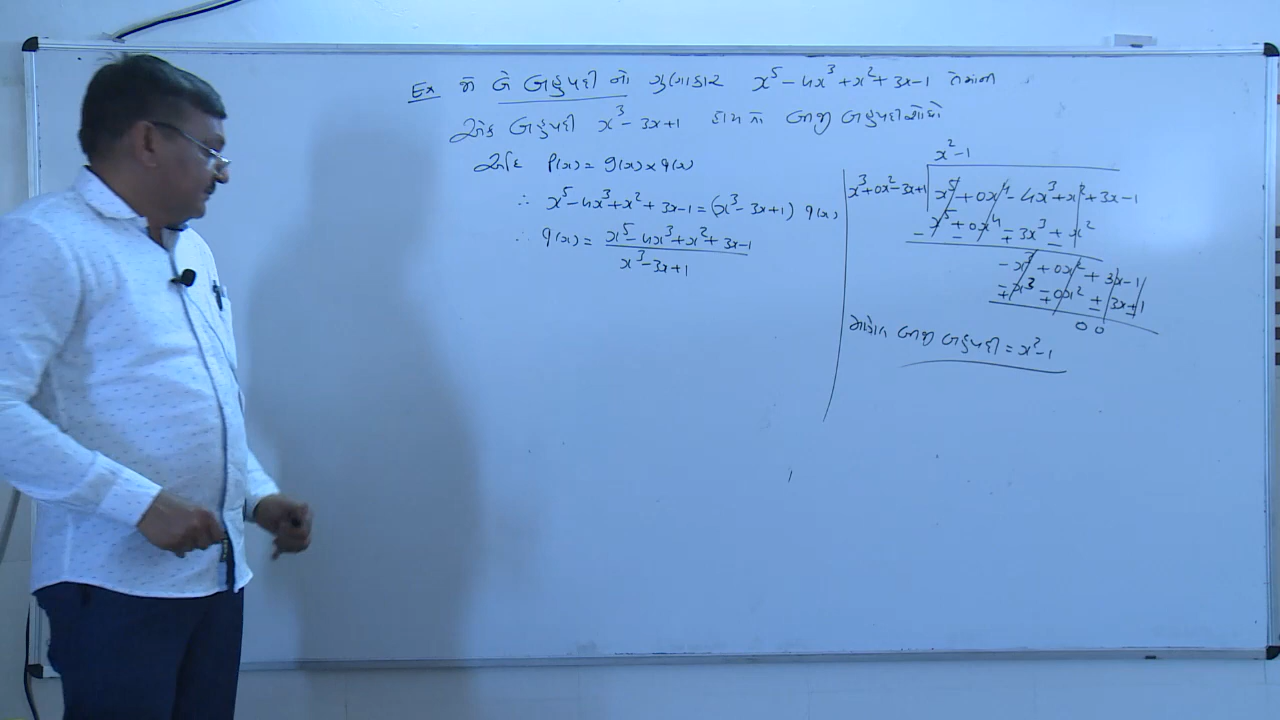 Ex જો બે બહુપદીનો ગુણાકાર x⁵ - 4x³ + x² + 3x - 1 તેમાંની
એક બહુપદી x³ - 3x + 1 હોય તો બીજી બહુપદી શોધો
અહિં p(x) = g(x) × q(x)
∴ x⁵ - 4x³ + x² + 3x - 1 = (x³ - 3x + 1) q(x)
∴ q(x) = x⁵ - 4x³ + x² + 3x - 1 / x³ - 3x + 1
x² - 1
x³ + 0x² - 3x + 1 x⁵ + 0x⁴ - 4x³ + x² + 3x - 1
x⁵ + 0x⁴ - 3x³ + x²
- - + -
- x³ + 0x² + 3x - 1
- x³ - 0x² + 3x - 1
+ + - +
0 0
બીજી બહુપદી = x² - 1